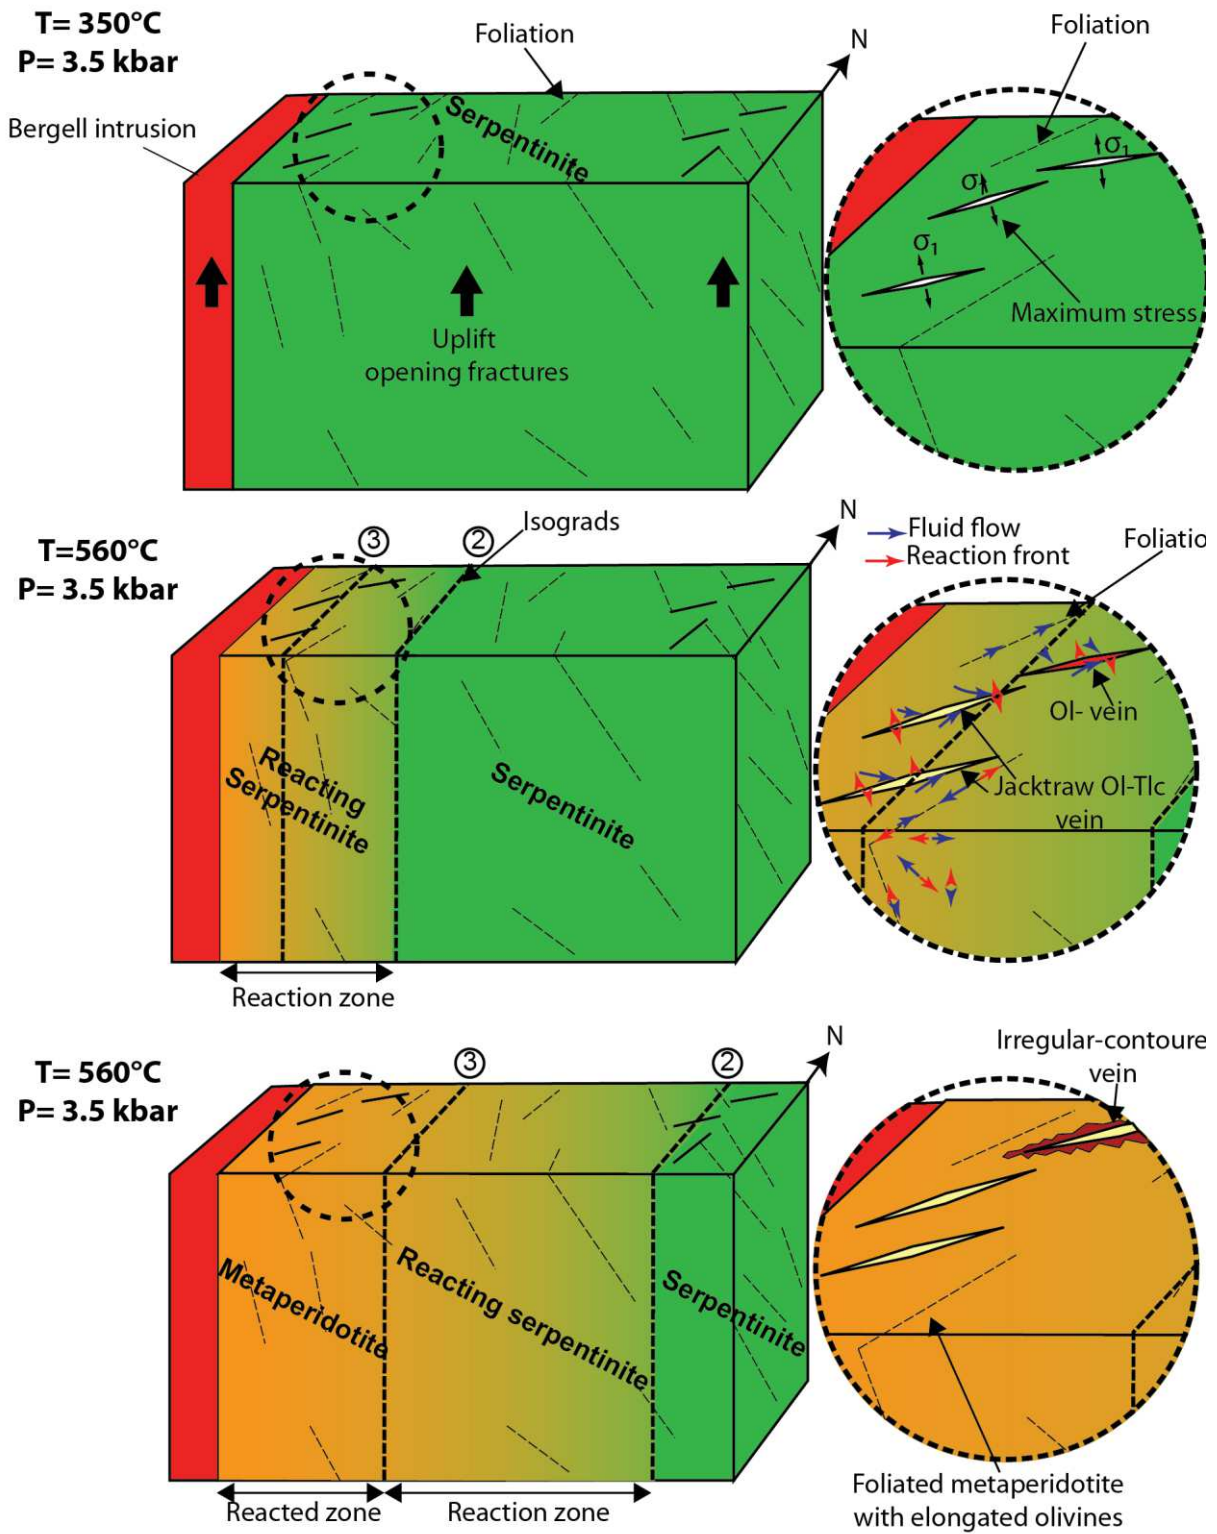 T= 350°C
P= 3.5 kbar
Foliation
N
Foliation
Bergell intrusion
Serpentinite
σ₁
σ
σ₁
Maximum stress
Uplift
opening fractures
T=560°C
P= 3.5 kbar
3
2
Isograds
N
Fluid flow
Reaction front
Foliatio
Ol- vein
Reacting
Serpentinite
Serpentinite
Jacktraw Ol-Tlc
vein
Reaction zone
T= 560°C
P= 3.5 kbar
3
2
N
Irregular-contoure
vein
Metaperidotite
Reacting serpentinite
Serpentinite
Reacted zone
Reaction zone
Foliated metaperidotite
with elongated olivines